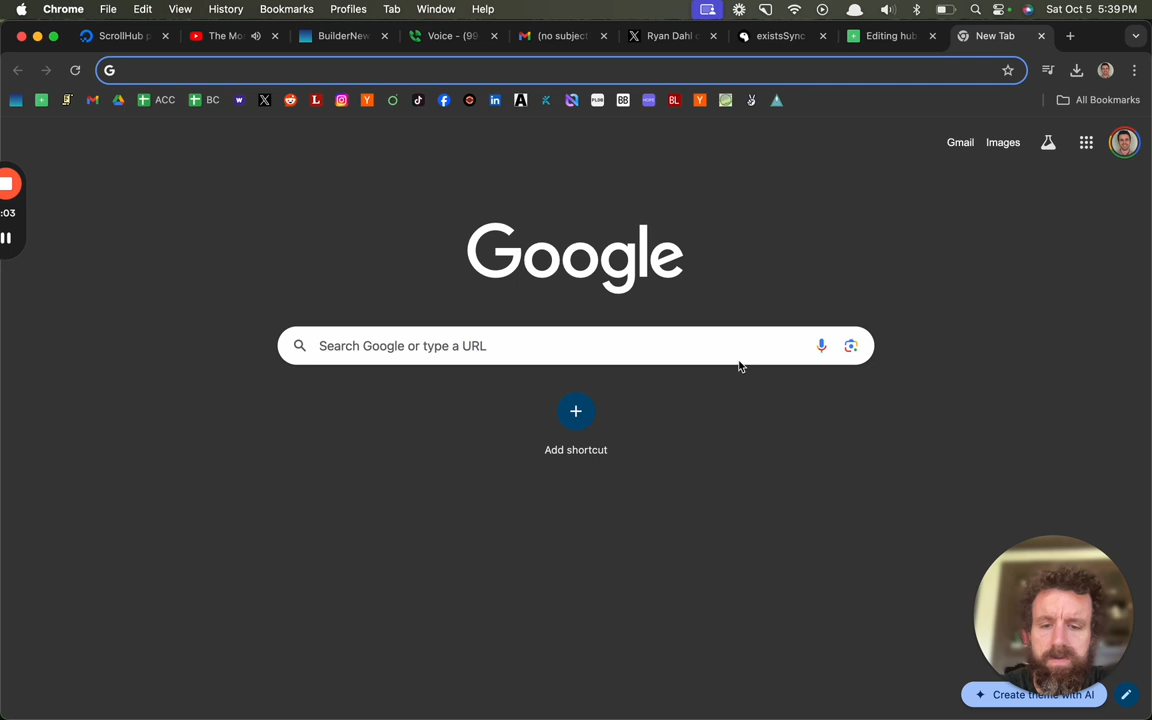 Chrome File Edit View History Bookmarks Profiles Tab Window Help Sat Oct 5 5:39 PM
ScrollHub p The Mos BuilderNew Voice - (99 (no subject Ryan Dahl existsSync Editing hub New Tab
G
ACC BC All Bookmarks
Gmail Images
:03
Google
Search Google or type a URL
Add shortcut
Create theme with AI